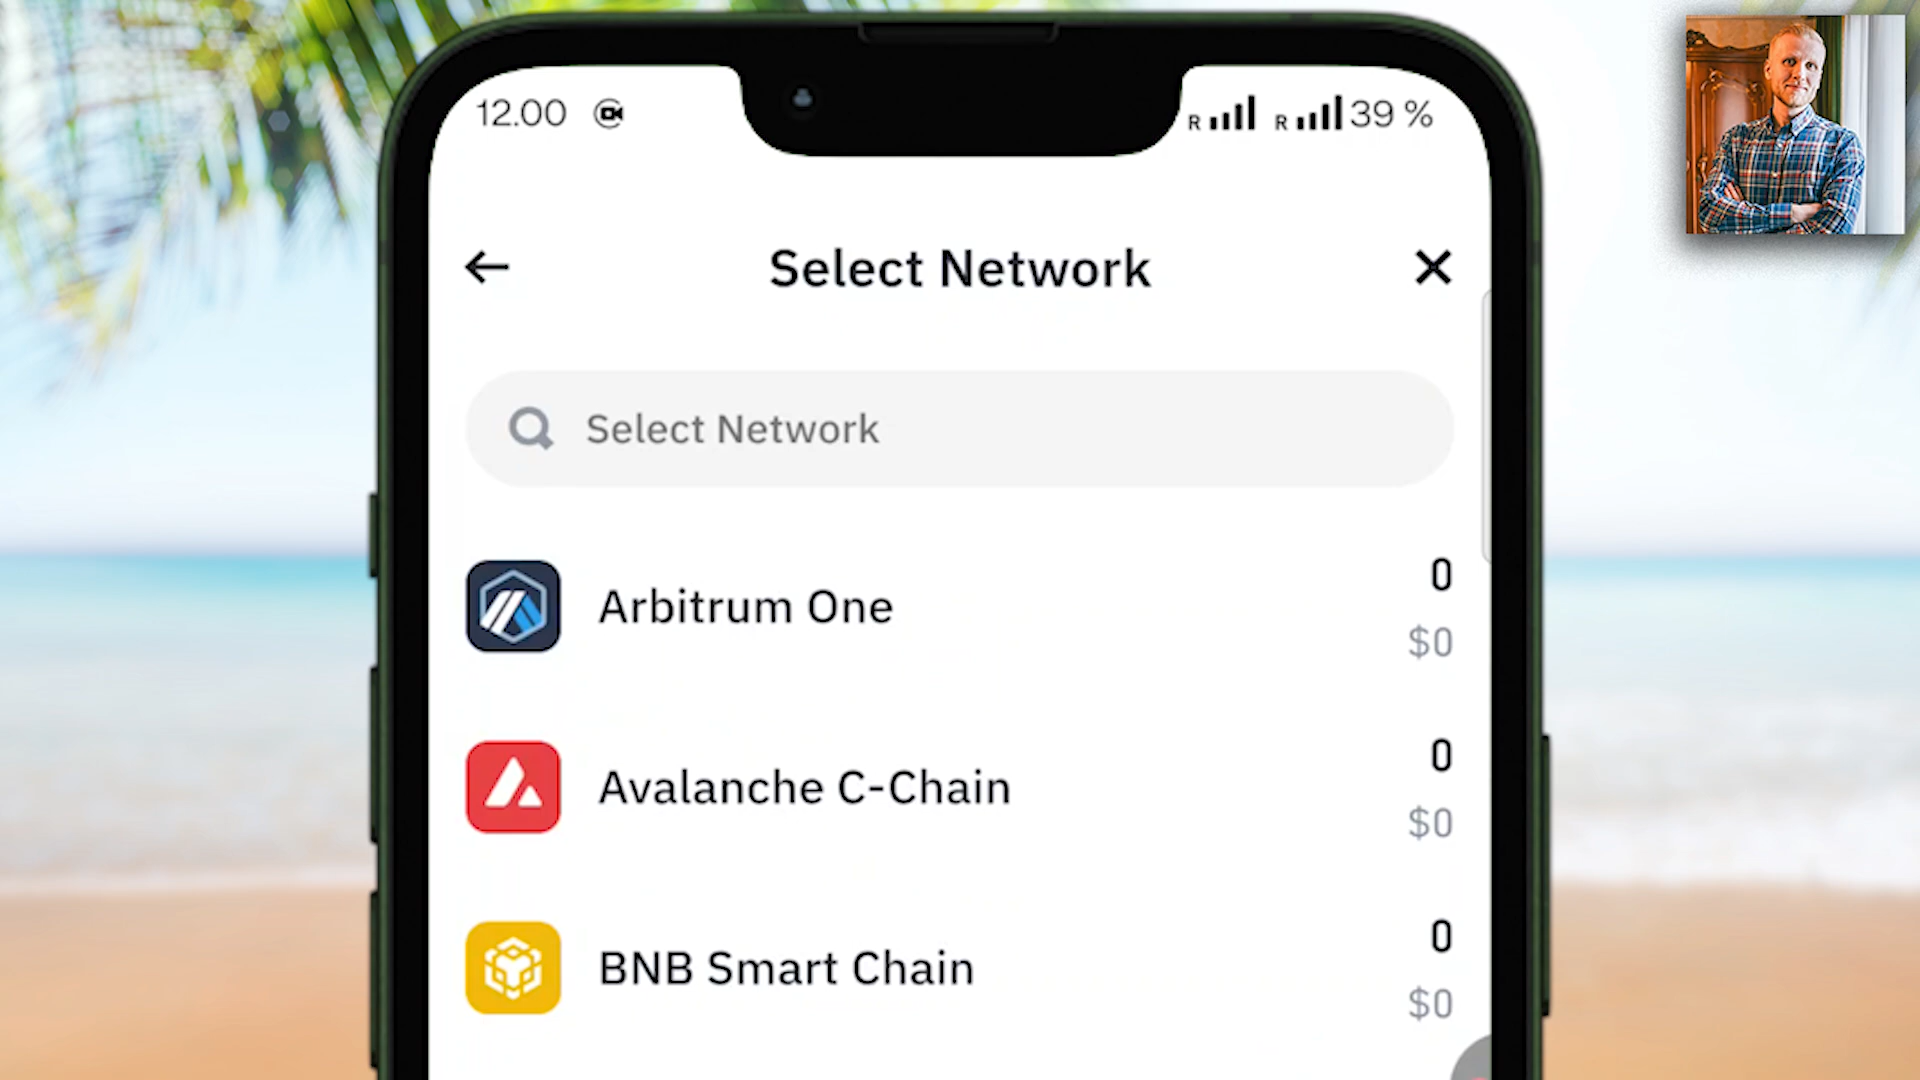 12.00 R R 39 %
Select Network
Select Network
0
Arbitrum One
$0
0
Avalanche C-Chain
$0
0
BNB Smart Chain
$0